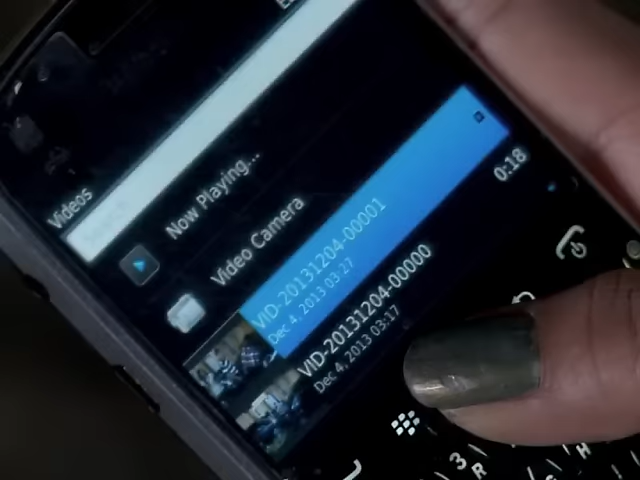 Videos
Now Playing...
Video Camera
VID-20131204-00001
Dec 4, 2013 03:27
VID-20131204-00000
0:18
Dec 4, 2013 03:17
3
R
H